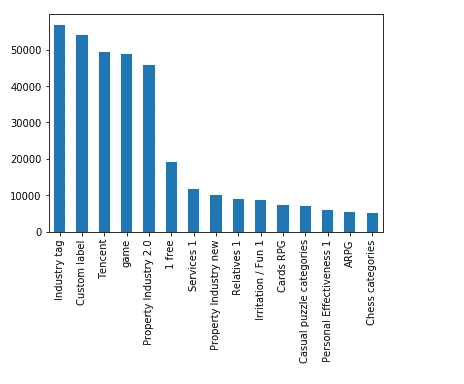 50000
40000
30000
20000
10000
0
Industry tag
Custom label
Tencent
game
Property Industry 2.0
1 free
Services 1
Property Industry new
Relatives 1
Irritation / Fun 1
Cards RPG
Casual puzzle categories
Personal Effectiveness 1
ARPG
Chess categories